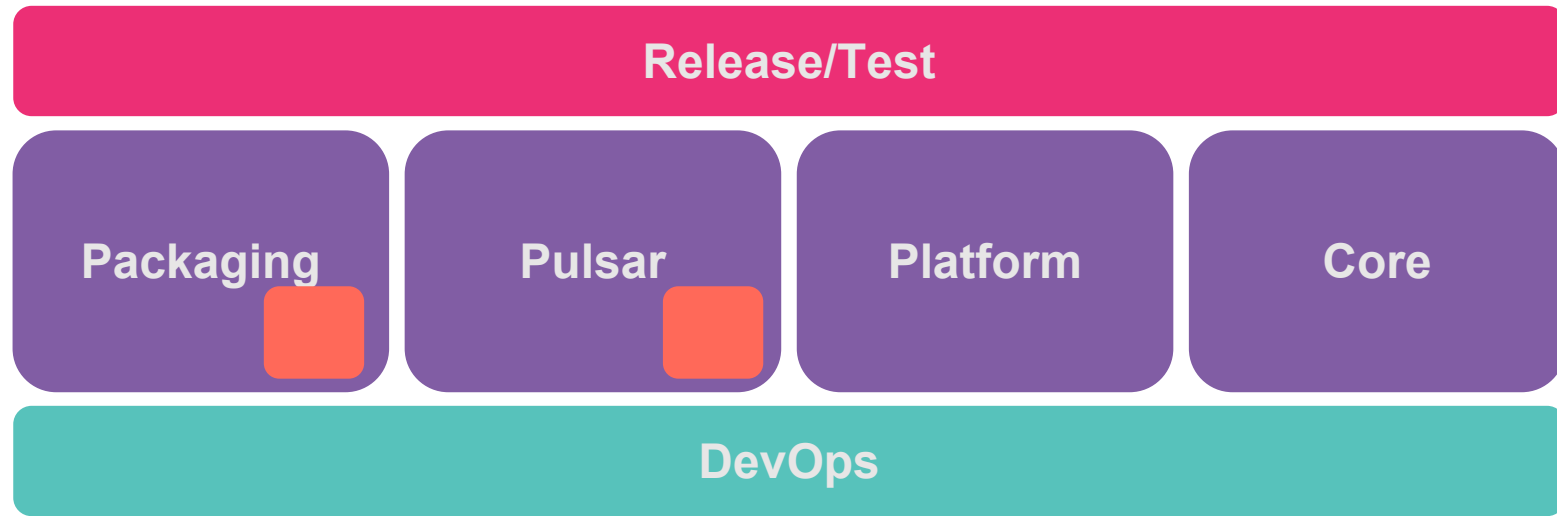 Release/Test
Packaging
Pulsar
Platform
Core
DevOps